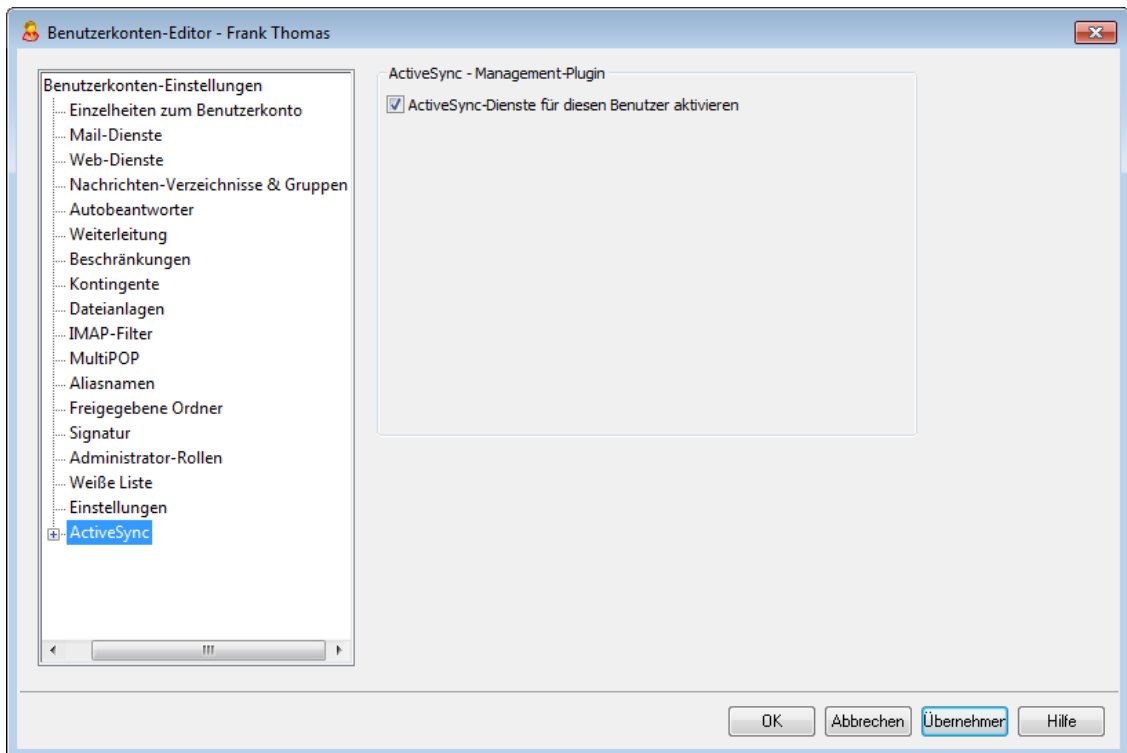 Benutzerkonten-Editor - Frank Thomas
Benutzerkonten-Einstellungen
Einzelheiten zum Benutzerkonto
Mail-Dienste
Web-Dienste
Nachrichten-Verzeichnisse & Gruppen
Autobeantworter
Weiterleitung
Beschränkungen
Kontingente
Dateianlagen
IMAP-Filter
MultiPOP
Aliasnamen
Freigegebene Ordner
Signatur
Administrator-Rollen
Weiße Liste
Einstellungen
ActiveSync
ActiveSync - Management-Plugin
ActiveSync-Dienste für diesen Benutzer aktivieren
OK
Abbrechen
Übernehmen
Hilfe